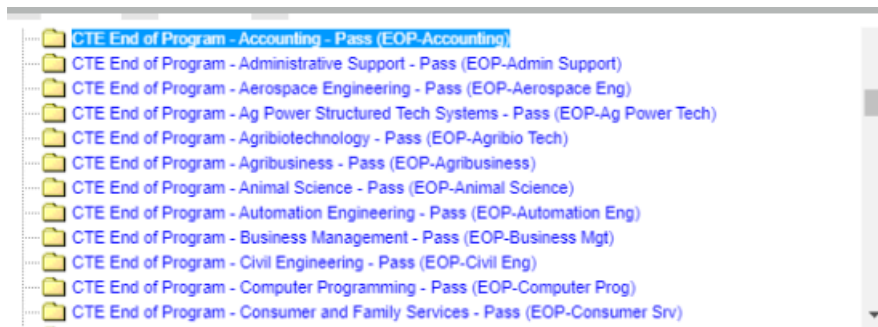 CTE End of Program - Accounting - Pass (EOP-Accounting)
CTE End of Program - Administrative Support - Pass (EOP-Admin Support)
CTE End of Program - Aerospace Engineering - Pass (EOP-Aerospace Eng)
CTE End of Program - Ag Power Structured Tech Systems - Pass (EOP-Ag Power Tech)
CTE End of Program - Agribiotechnology - Pass (EOP-Agribio Tech)
CTE End of Program - Agribusiness - Pass (EOP-Agribusiness)
CTE End of Program - Animal Science - Pass (EOP-Animal Science)
CTE End of Program - Automation Engineering - Pass (EOP-Automation Eng)
CTE End of Program - Business Management - Pass (EOP-Business Mgt)
CTE End of Program - Civil Engineering - Pass (EOP-Civil Eng)
CTE End of Program - Computer Programming - Pass (EOP-Computer Prog)
CTE End of Program - Consumer and Family Services - Pass (EOP-Consumer Srv)